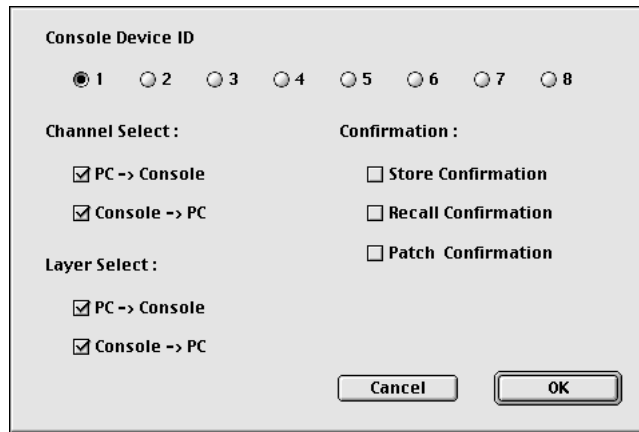 Console Device ID
1 2 3 4 5 6 7 8
Channel Select :
PC -> Console
Console -> PC
Confirmation :
Store Confirmation
Recall Confirmation
Patch Confirmation
Layer Select :
PC -> Console
Console -> PC
Cancel OK